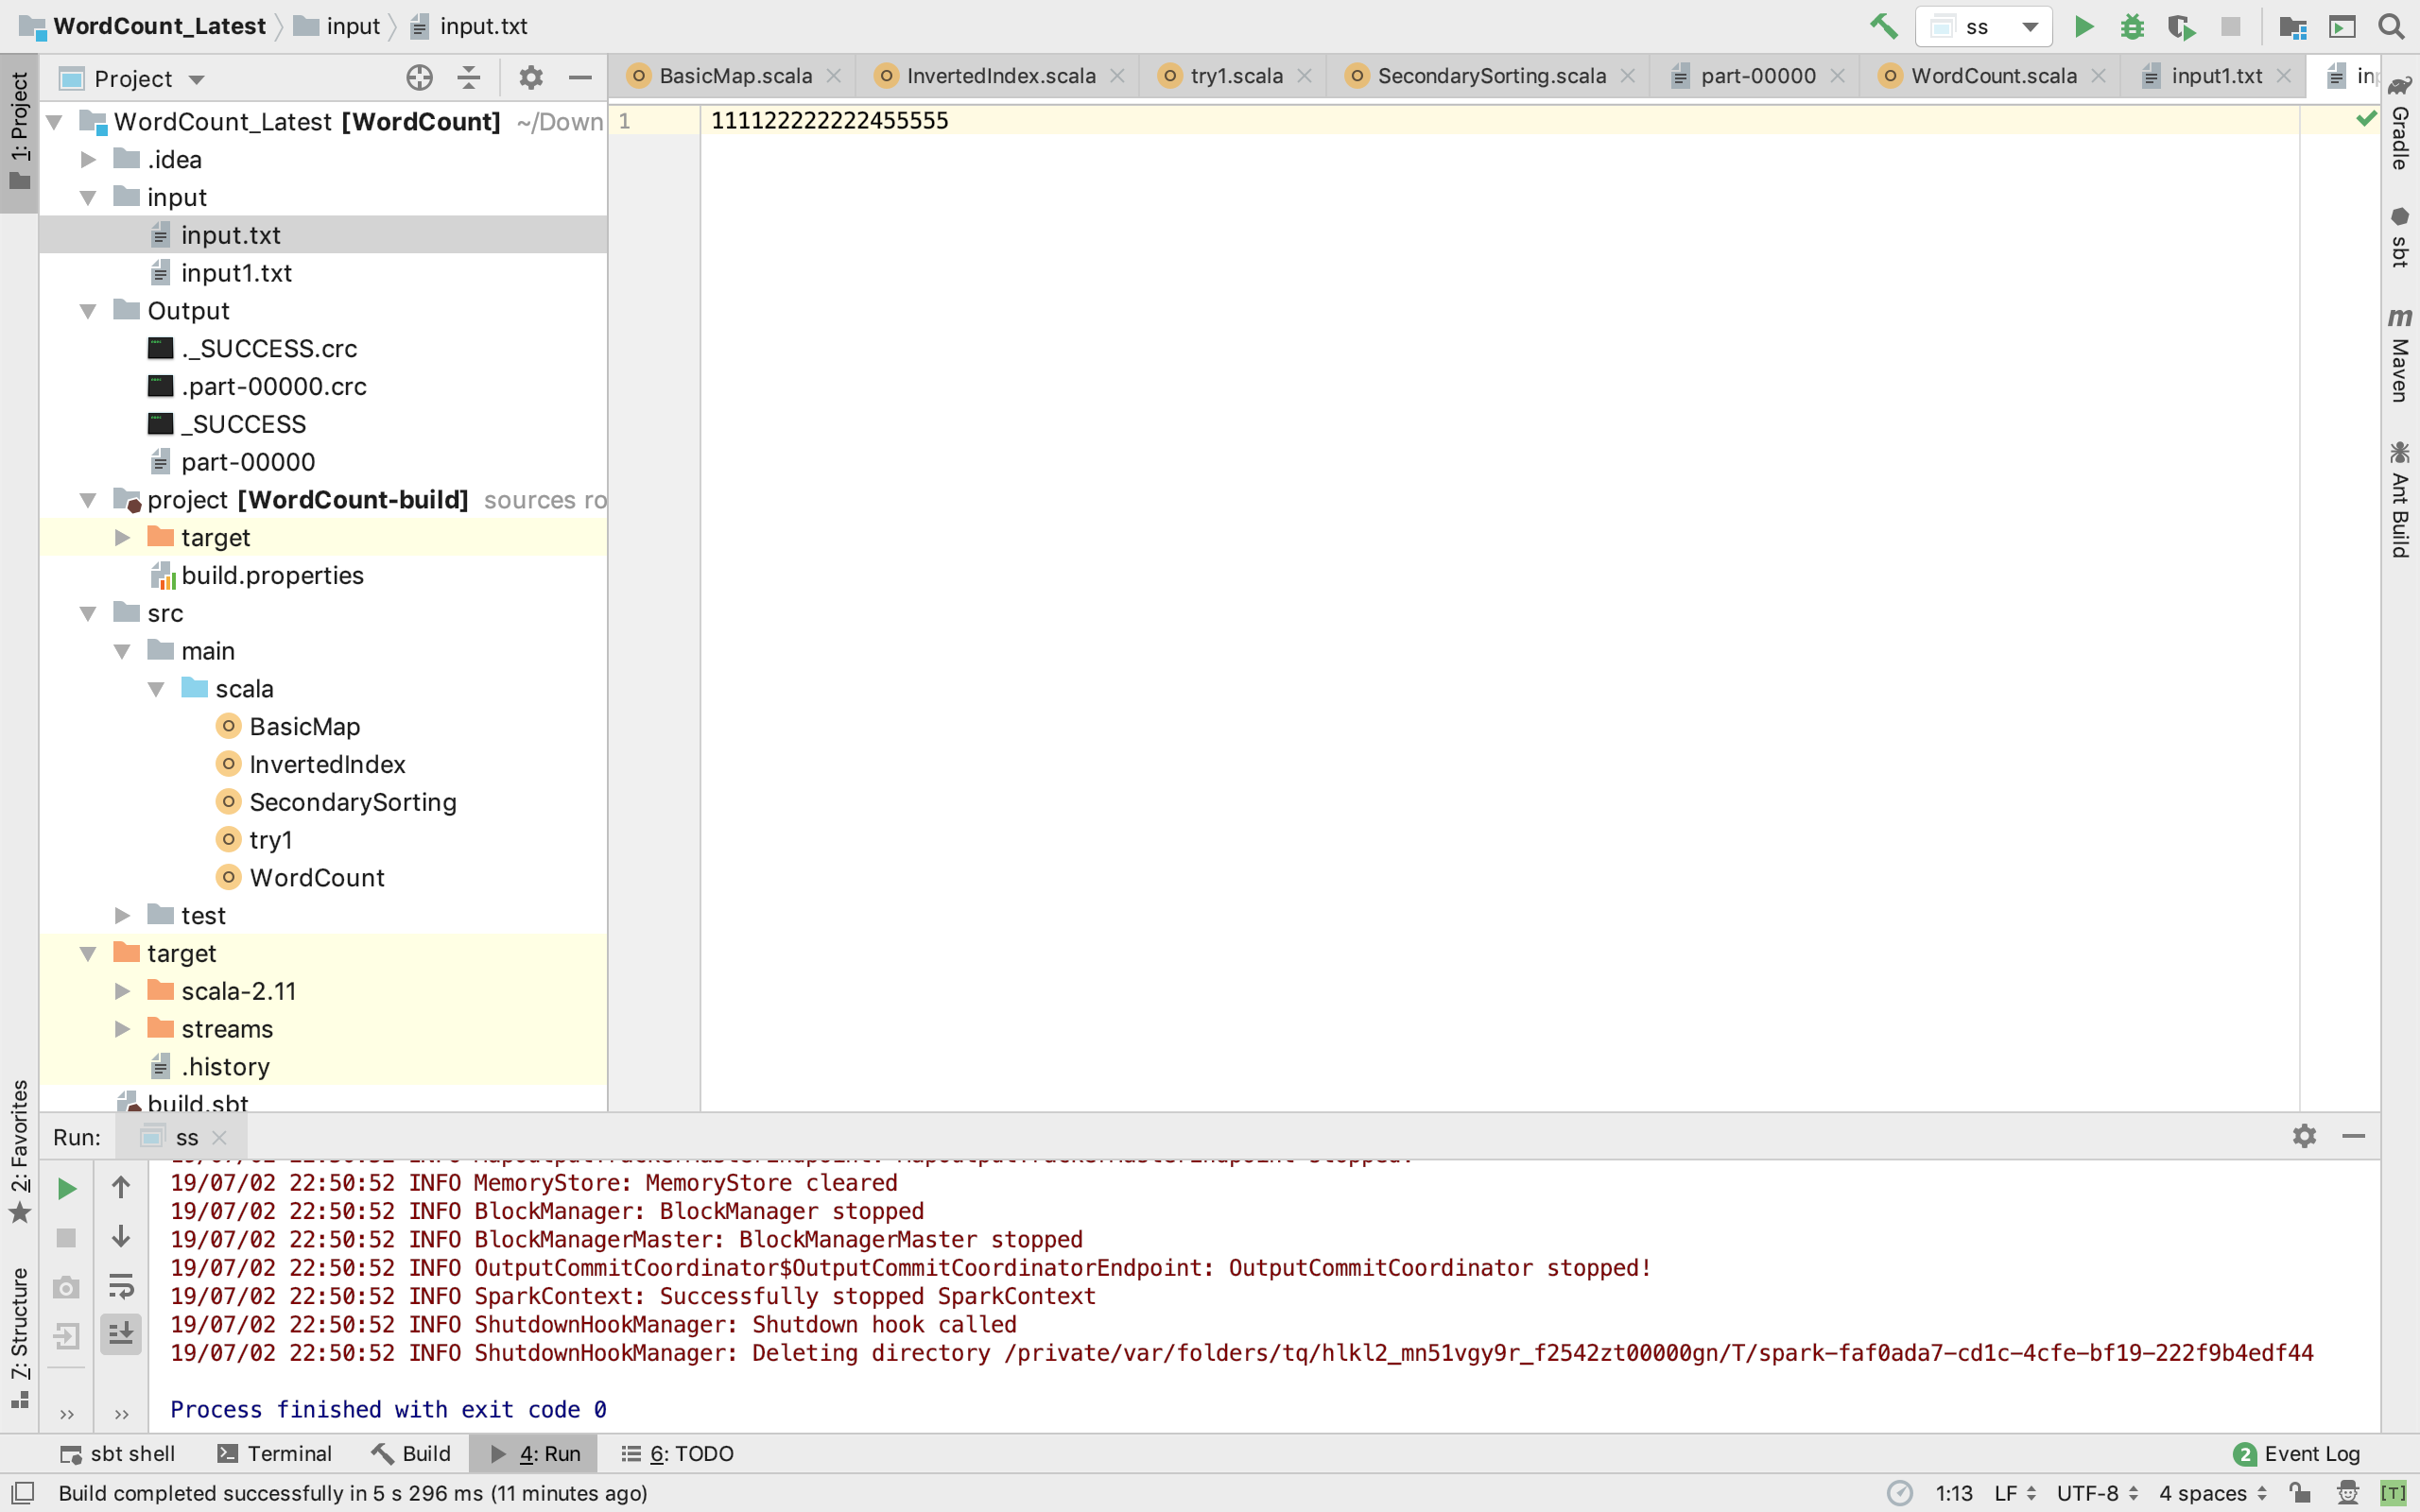 WordCount_Latest input input.txt
ss
1: Project
Project
BasicMap.scala InvertedIndex.scala try1.scala SecondarySorting.scala part-00000 WordCount.scala input1.txt
WordCount_Latest [WordCount] ~/Down
.idea
input
input.txt
input1.txt
Output
._SUCCESS.crc
.part-00000.crc
_SUCCESS
part-00000
project [WordCount-build] sources ro
target
build.properties
src
main
scala
BasicMap
InvertedIndex
SecondarySorting
try1
WordCount
test
target
scala-2.11
streams
.history
build.sbt
1 111122222222455555
Gradle
sbt
m Maven
Ant Build
2: Favorites
Z: Structure
Run: ss
19/07/02 22:50:52 INFO MapOutputTrackerMasterEndpoint: MapOutputTrackerMasterEndpoint stopped!
19/07/02 22:50:52 INFO MemoryStore: MemoryStore cleared
19/07/02 22:50:52 INFO BlockManager: BlockManager stopped
19/07/02 22:50:52 INFO BlockManagerMaster: BlockManagerMaster stopped
19/07/02 22:50:52 INFO OutputCommitCoordinator$OutputCommitCoordinatorEndpoint: OutputCommitCoordinator stopped!
19/07/02 22:50:52 INFO SparkContext: Successfully stopped SparkContext
19/07/02 22:50:52 INFO ShutdownHookManager: Shutdown hook called
19/07/02 22:50:52 INFO ShutdownHookManager: Deleting directory /private/var/folders/tq/hlkl2_mn51vgy9r_f2542zt00000gn/T/spark-faf0ada7-cd1c-4cfe-bf19-222f9b4edf44
Process finished with exit code 0
sbt shell Terminal Build 4: Run 6: TODO 2 Event Log
Build completed successfully in 5 s 296 ms (11 minutes ago) 1:13 LF UTF-8 4 spaces [T]